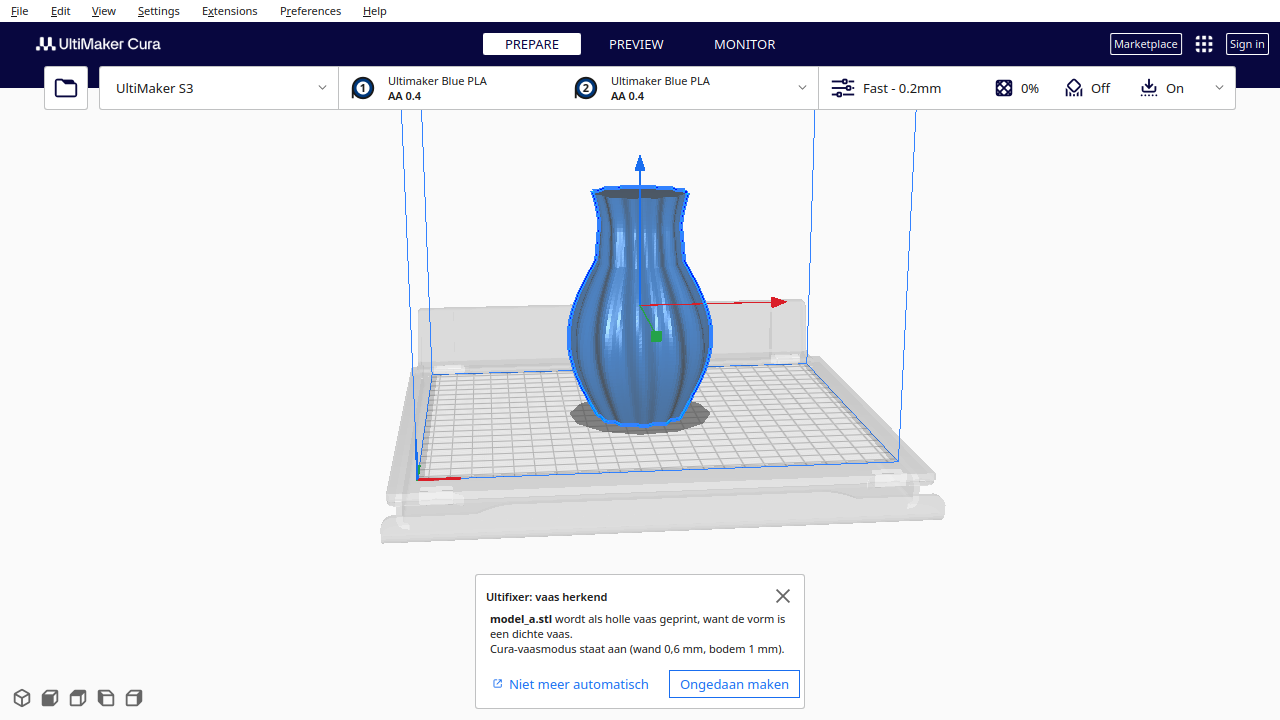 File Edit View Settings Extensions Preferences Help
UltiMaker Cura PREPARE PREVIEW MONITOR Marketplace Sign in
UltiMaker S3
1 Ultimaker Blue PLA
AA 0.4
2 Ultimaker Blue PLA
AA 0.4
Fast - 0.2mm 0% Off On
Ultifixer: vaas herkend
model_a.stl wordt als holle vaas geprint, want de vorm is
een dichte vaas.
Cura-vaasmodus staat aan (wand 0,6 mm, bodem 1 mm).
Niet meer automatisch Ongedaan maken